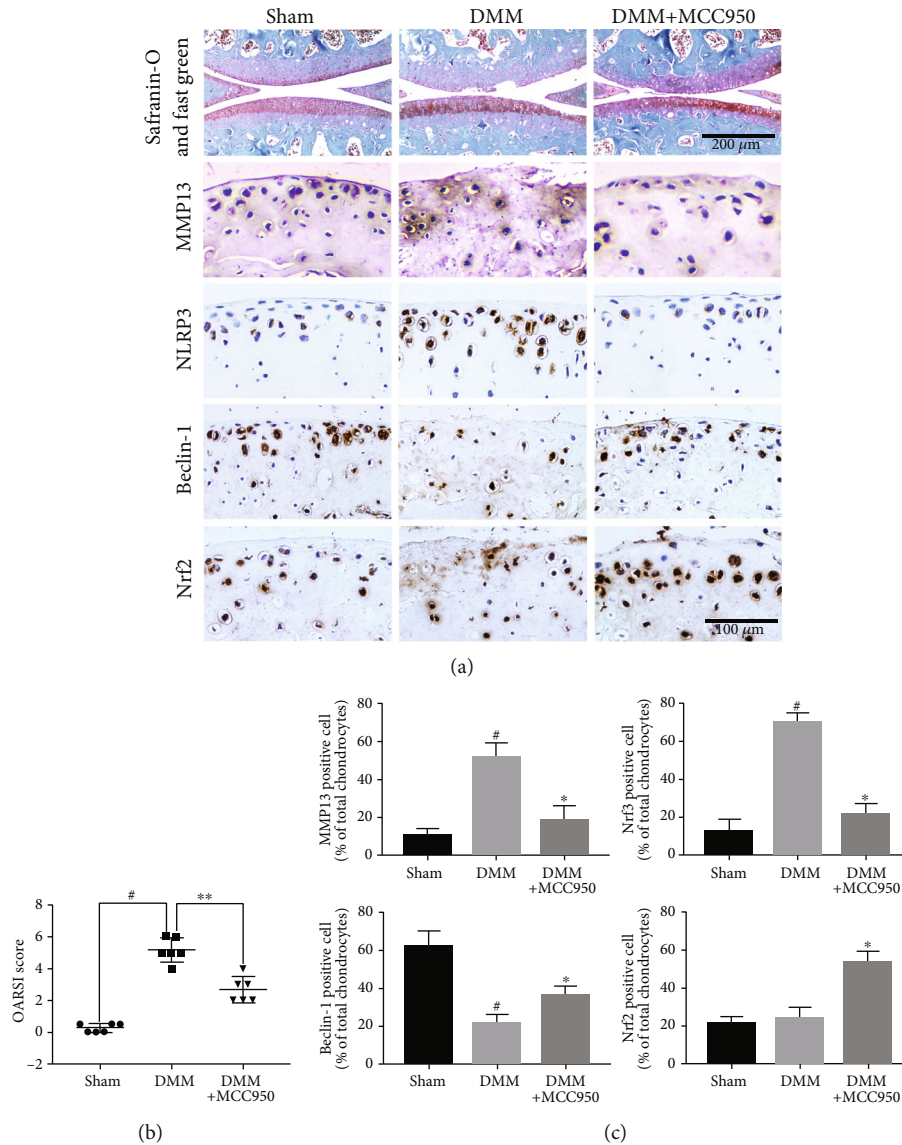 Sham DMM DMM+MCC950
Safranin-O
and fast green
200 μm
MMP13
NLRP3
Beclin-1
Nrf2
100 μm
(a)
OARSI score
8
6
4
2
0
−2
#
**
Sham
DMM
DMM
+MCC950
(b)
MMP13 positive cell
(% of total chondrocytes)
80
60
40
20
0
#
*
Sham
DMM
DMM
+MCC950
Nrf3 positive cell
(% of total chondrocytes)
80
60
40
20
0
#
*
Sham
DMM
DMM
+MCC950
Beclin-1 positive cell
(% of total chondrocytes)
80
60
40
20
0
#
*
Sham
DMM
DMM
+MCC950
Nrf2 positive cell
(% of total chondrocytes)
80
60
40
20
0
*
Sham
DMM
DMM
+MCC950
(c)